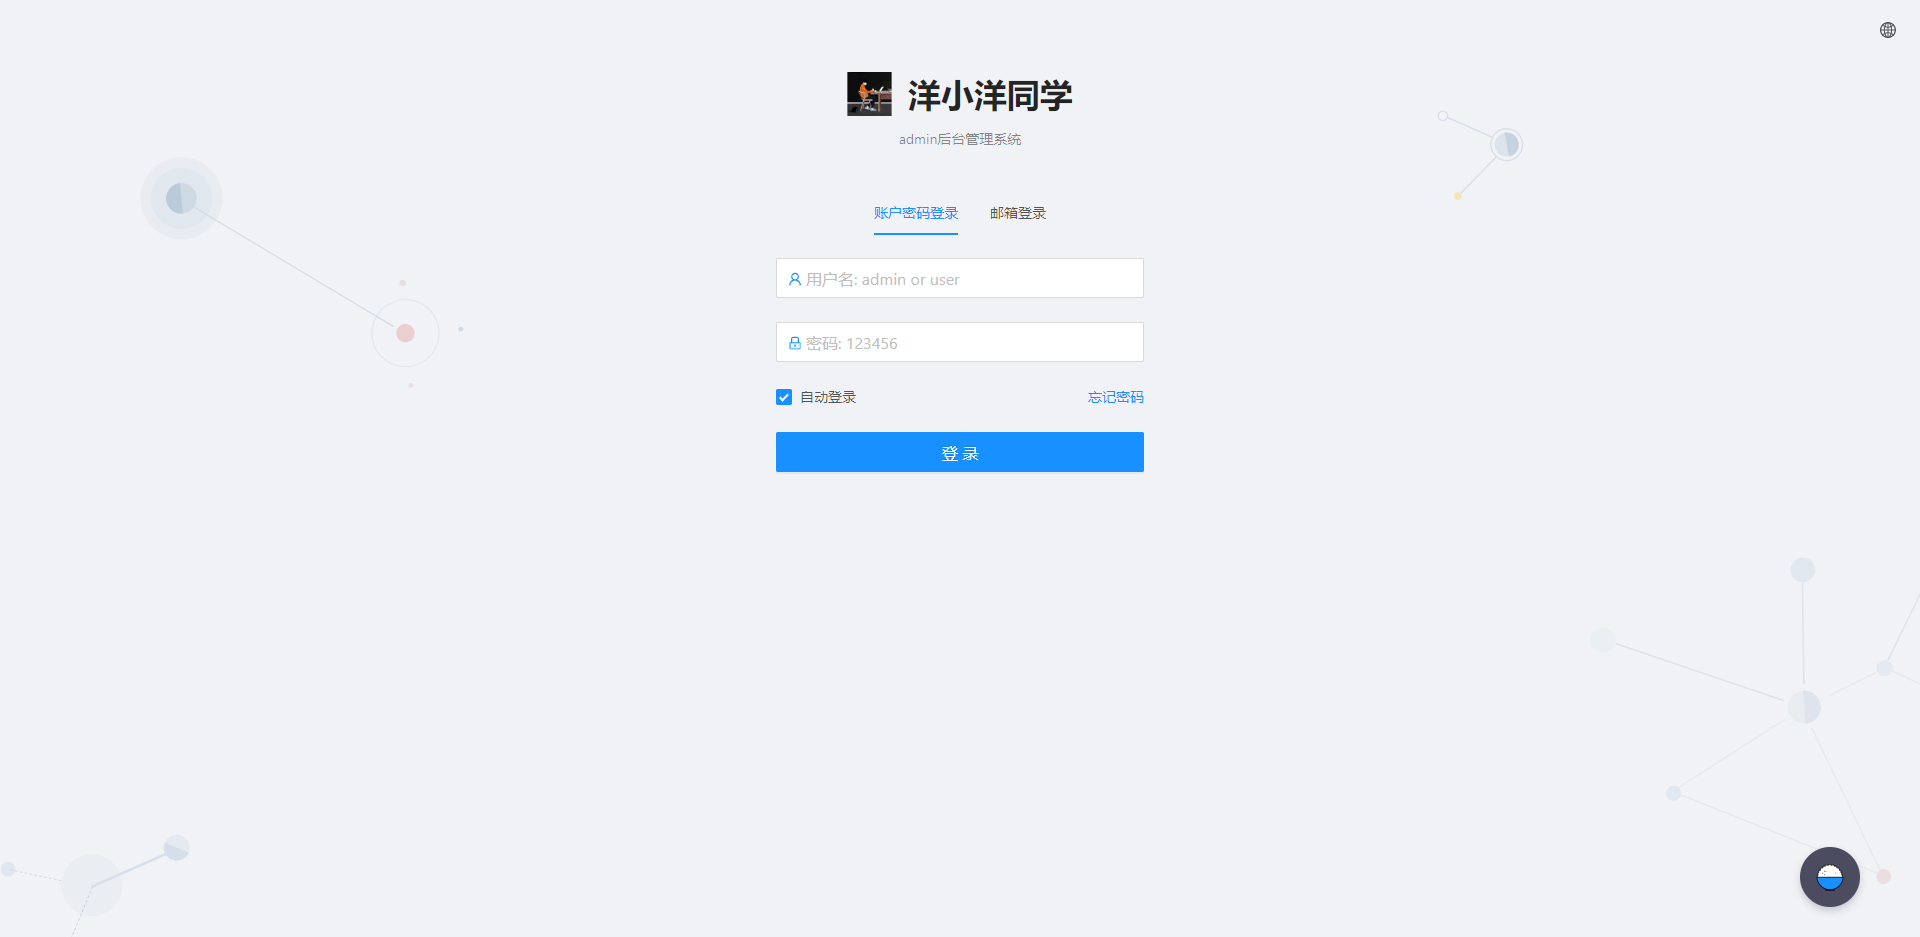 洋小洋同学
admin后台管理系统
账户密码登录 邮箱登录
用户名: admin or user
密码: 123456
自动登录 忘记密码
登 录